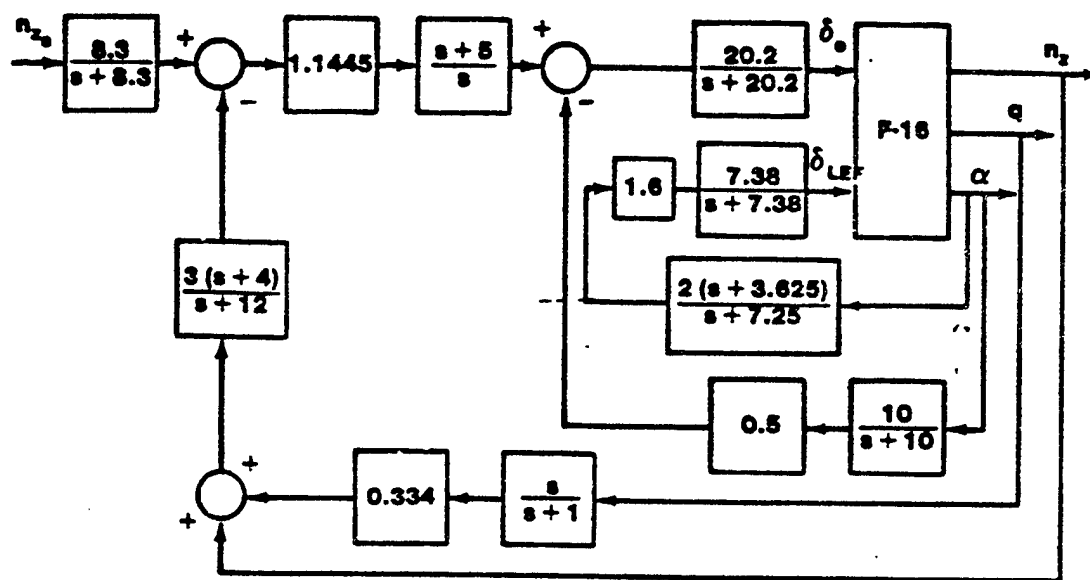 n_z_e
8.3
s + 8.3
+
-
1.1445
s + 5
s
+
-
20.2
s + 20.2
δ_e
F-16
n_z
q
α
1.6
7.38
s + 7.38
δ_LEF
3 (s + 4)
s + 12
2 (s + 3.625)
s + 7.25
0.5
10
s + 10
+
+
0.334
s
s + 1